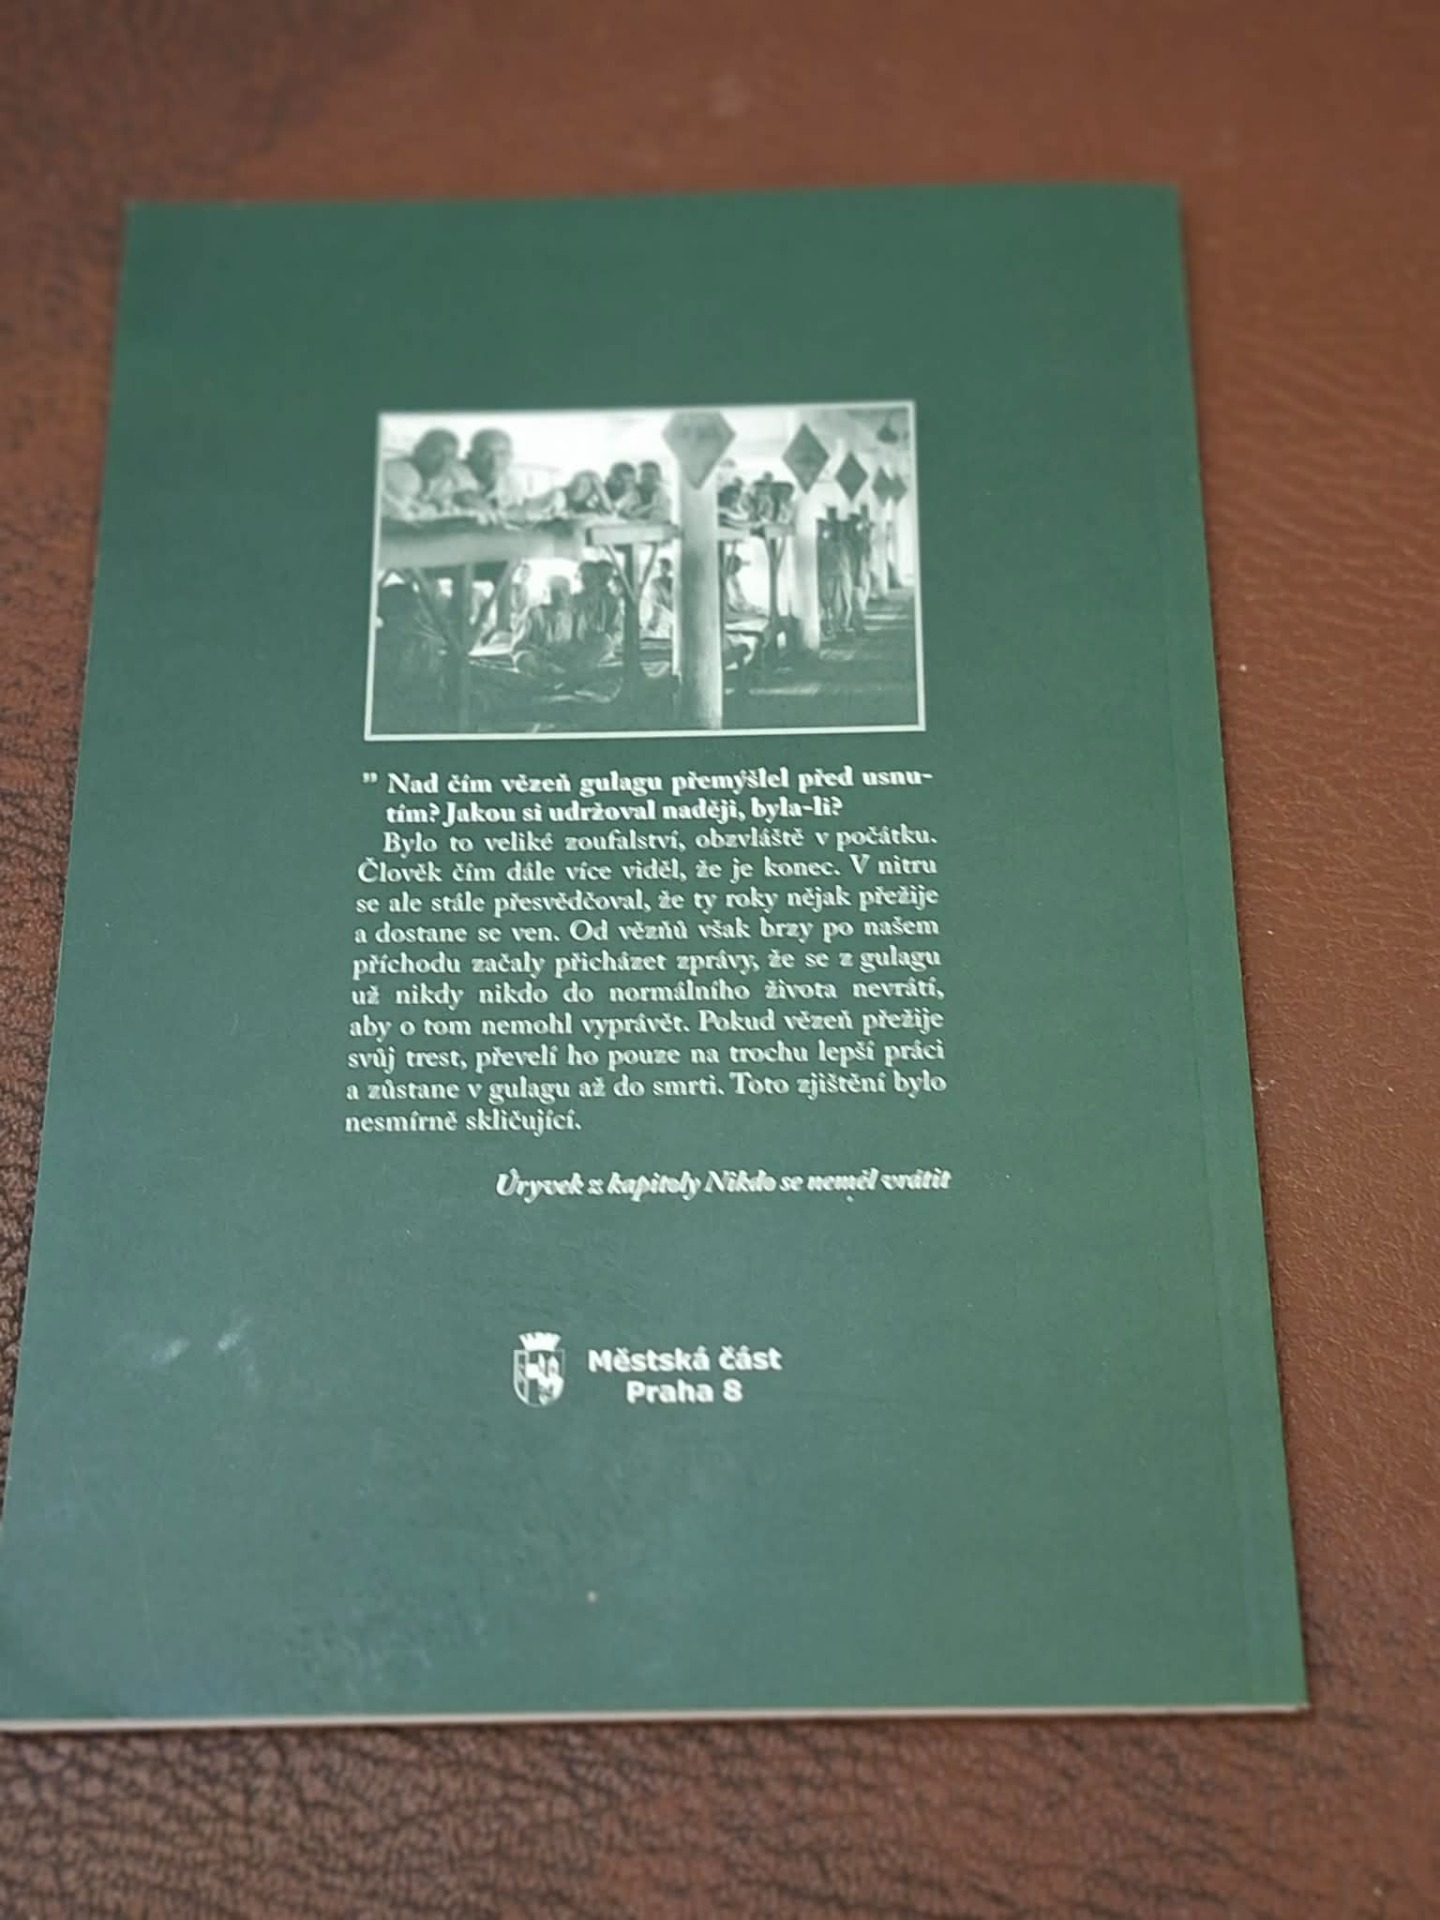 " Nad čím vězeň gulagu přemýšlel před usnu-
tím? Jakou si udržoval naději, byla-li?
Bylo to veliké zoufalství, obzvláště v počátku.
Člověk čím dále více viděl, že je konec. V nitru
se ale stále přesvědčoval, že ty roky nějak přežije
a dostane se ven. Od vězňů však brzy po našem
příchodu začaly přicházet zprávy, že se z gulagu
už nikdy nikdo do normálního života nevrátí,
aby o tom nemohl vyprávět. Pokud vězeň přežije
svůj trest, převelí ho pouze na trochu lepší práci
a zůstane v gulagu až do smrti. Toto zjištění bylo
nesmírně skličující.
Úryvek z kapitoly Nikdo se neměl vrátit
Městská část
Praha 8